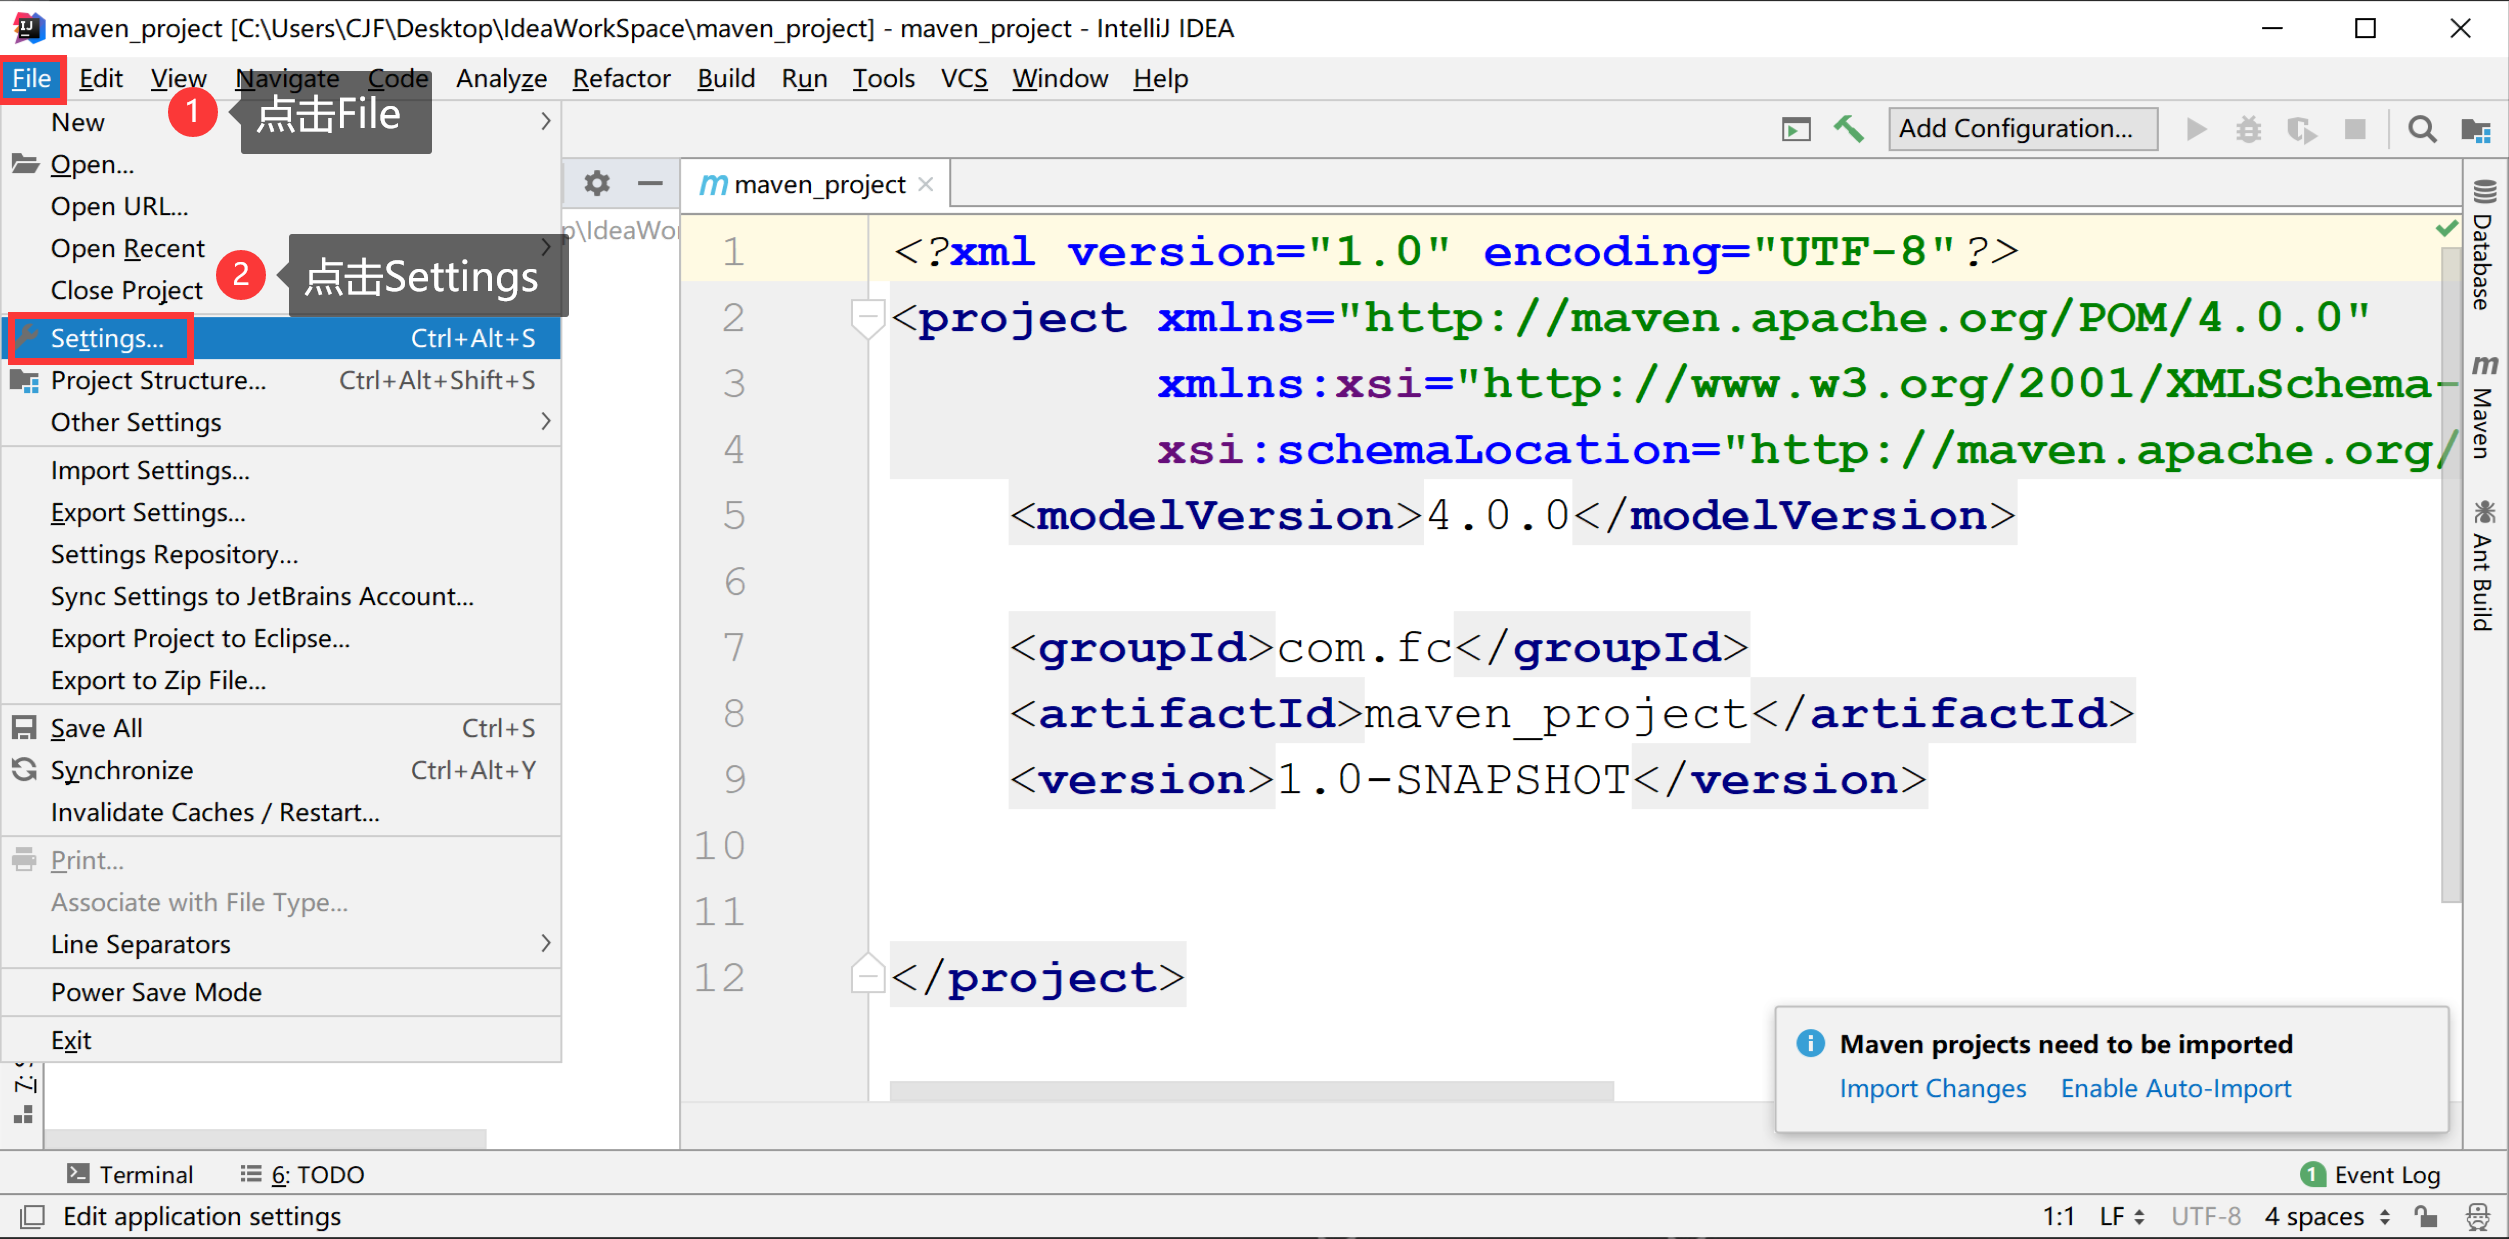 maven_project [C:\Users\CJF\Desktop\IdeaWorkSpace\maven_project] - maven_project - IntelliJ IDEA
File Edit View Navigate Code Analyze Refactor Build Run Tools VCS Window Help
1 点击File
Add Configuration...
New
Open...
Open URL...
Open Recent
2 点击Settings
Close Project
Settings... Ctrl+Alt+S
Project Structure... Ctrl+Alt+Shift+S
Other Settings
Import Settings...
Export Settings...
Settings Repository...
Sync Settings to JetBrains Account...
Export Project to Eclipse...
Export to Zip File...
Save All Ctrl+S
Synchronize Ctrl+Alt+Y
Invalidate Caches / Restart...
Print...
Associate with File Type...
Line Separators
Power Save Mode
Exit
p\IdeaWor
m maven_project
1 <?xml version="1.0" encoding="UTF-8"?>
2 <project xmlns="http://maven.apache.org/POM/4.0.0"
3 xmlns:xsi="http://www.w3.org/2001/XMLSchema-
4 xsi:schemaLocation="http://maven.apache.org/
5 <modelVersion>4.0.0</modelVersion>
6
7 <groupId>com.fc</groupId>
8 <artifactId>maven_project</artifactId>
9 <version>1.0-SNAPSHOT</version>
10
11
12 </project>
Database
m Maven
Ant Build
Maven projects need to be imported
Import Changes Enable Auto-Import
7:
Terminal 6: TODO
1 Event Log
Edit application settings
1:1 LF UTF-8 4 spaces